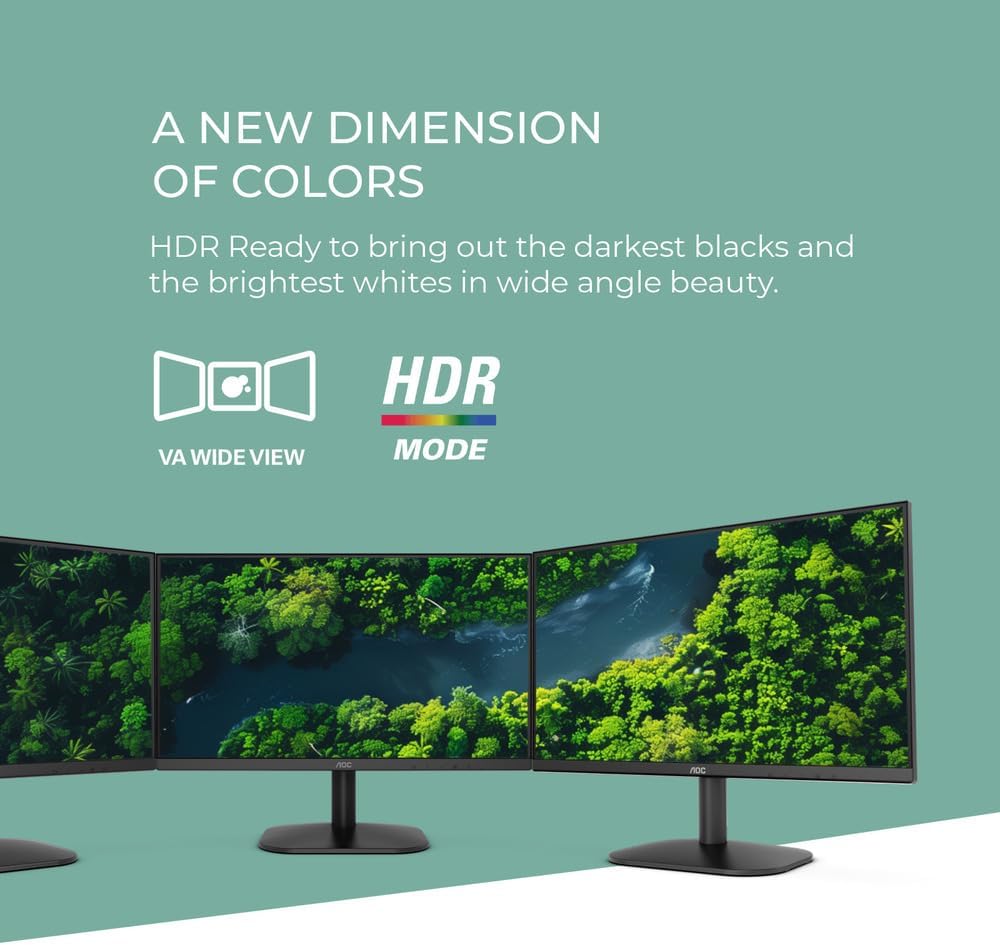 A NEW DIMENSION
OF COLORS
HDR Ready to bring out the darkest blacks and
the brightest whites in wide angle beauty.
VA WIDE VIEW
HDR
MODE
AOC
AOC